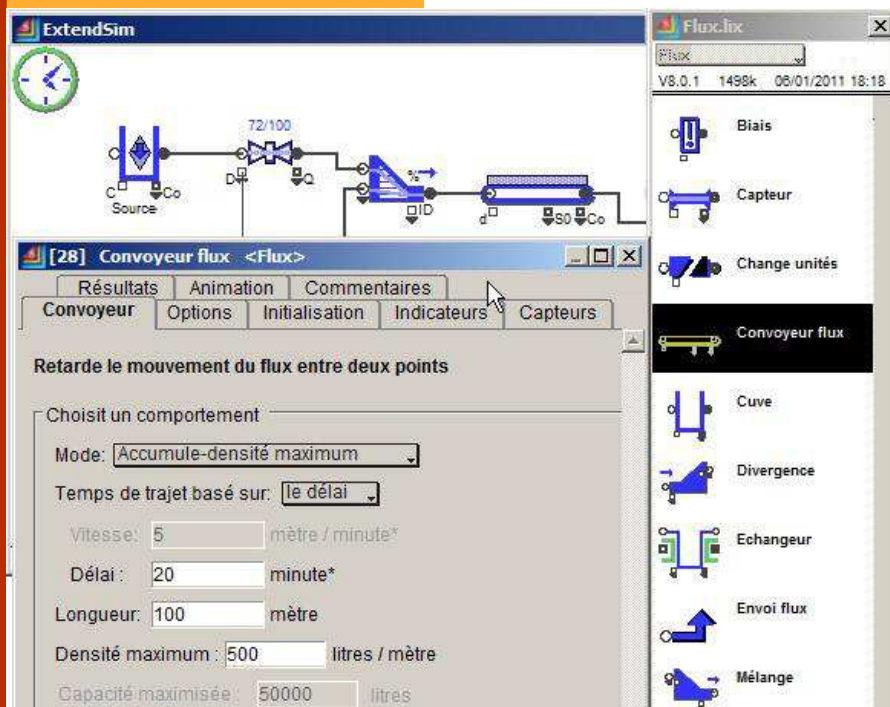 ExtendSim
72/100
C
Co
Source
D
Q
%
ID
d
S0
Co
[28] Convoyeur flux <Flux>
Résultats Animation Commentaires
Convoyeur Options Initialisation Indicateurs Capteurs
Retarde le mouvement du flux entre deux points
Choisit un comportement
Mode: Accumule-densité maximum
Temps de trajet basé sur: le délai
Vitesse: 5 mètre / minute*
Délai : 20 minute*
Longueur: 100 mètre
Densité maximum : 500 litres / mètre
Capacité maximisée : 50000 litres
Flux.lix
Flux
V8.0.1 1498k 06/01/2011 18:18
Biais
Capteur
Change unités
Convoyeur flux
Cuve
Divergence
Echangeur
Envoi flux
Mélange